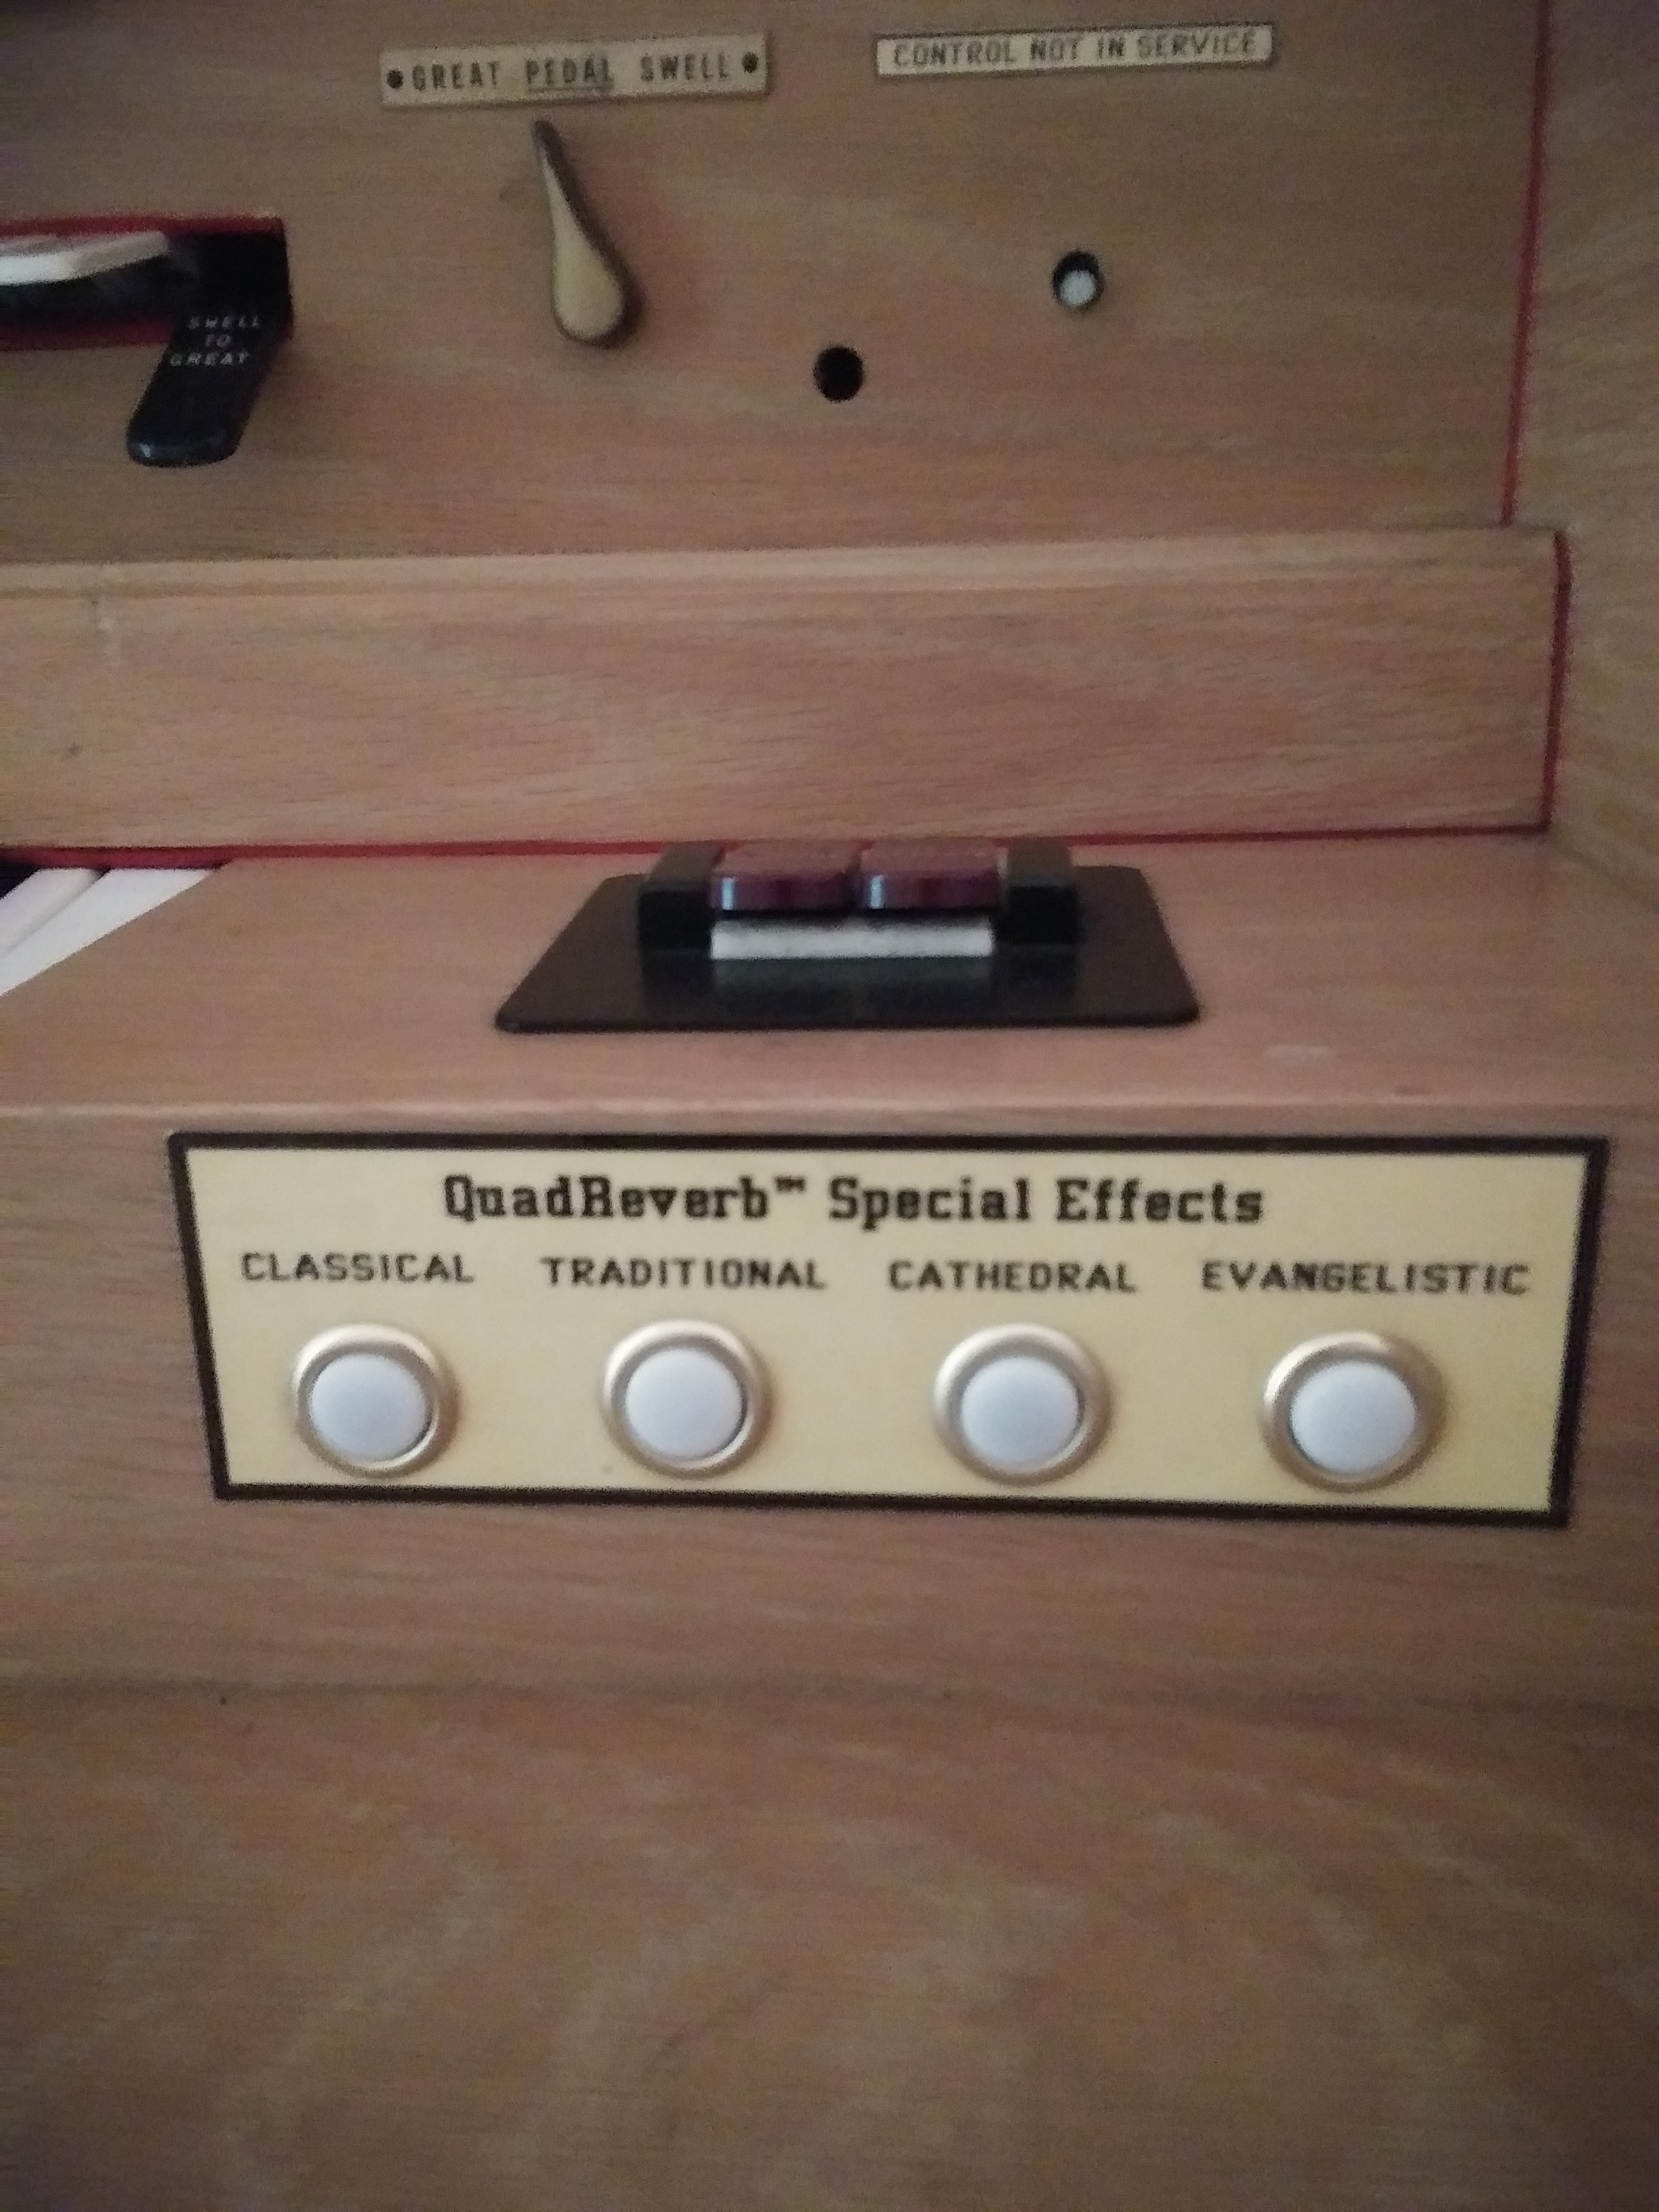 GREAT PEDAL SWELL
CONTROL NOT IN SERVICE
SWELL
TO
GREAT
QuadReverb™ Special Effects
CLASSICAL TRADITIONAL CATHEDRAL EVANGELISTIC